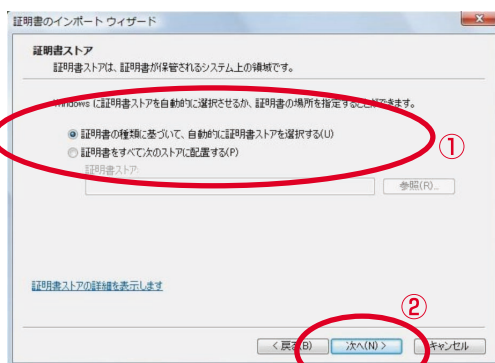 証明書のインポート ウィザード
証明書ストア
証明書ストアは、証明書が保管されるシステム上の領域です。
Windows に証明書ストアを自動的に選択させるか、証明書の場所を指定することができます。
証明書の種類に基づいて、自動的に証明書ストアを選択する(U)
証明書をすべて次のストアに配置する(P)
①
証明書ストア:
参照(R)...
証明書ストアの詳細を表示します
②
< 戻る(B)
次へ(N) >
キャンセル